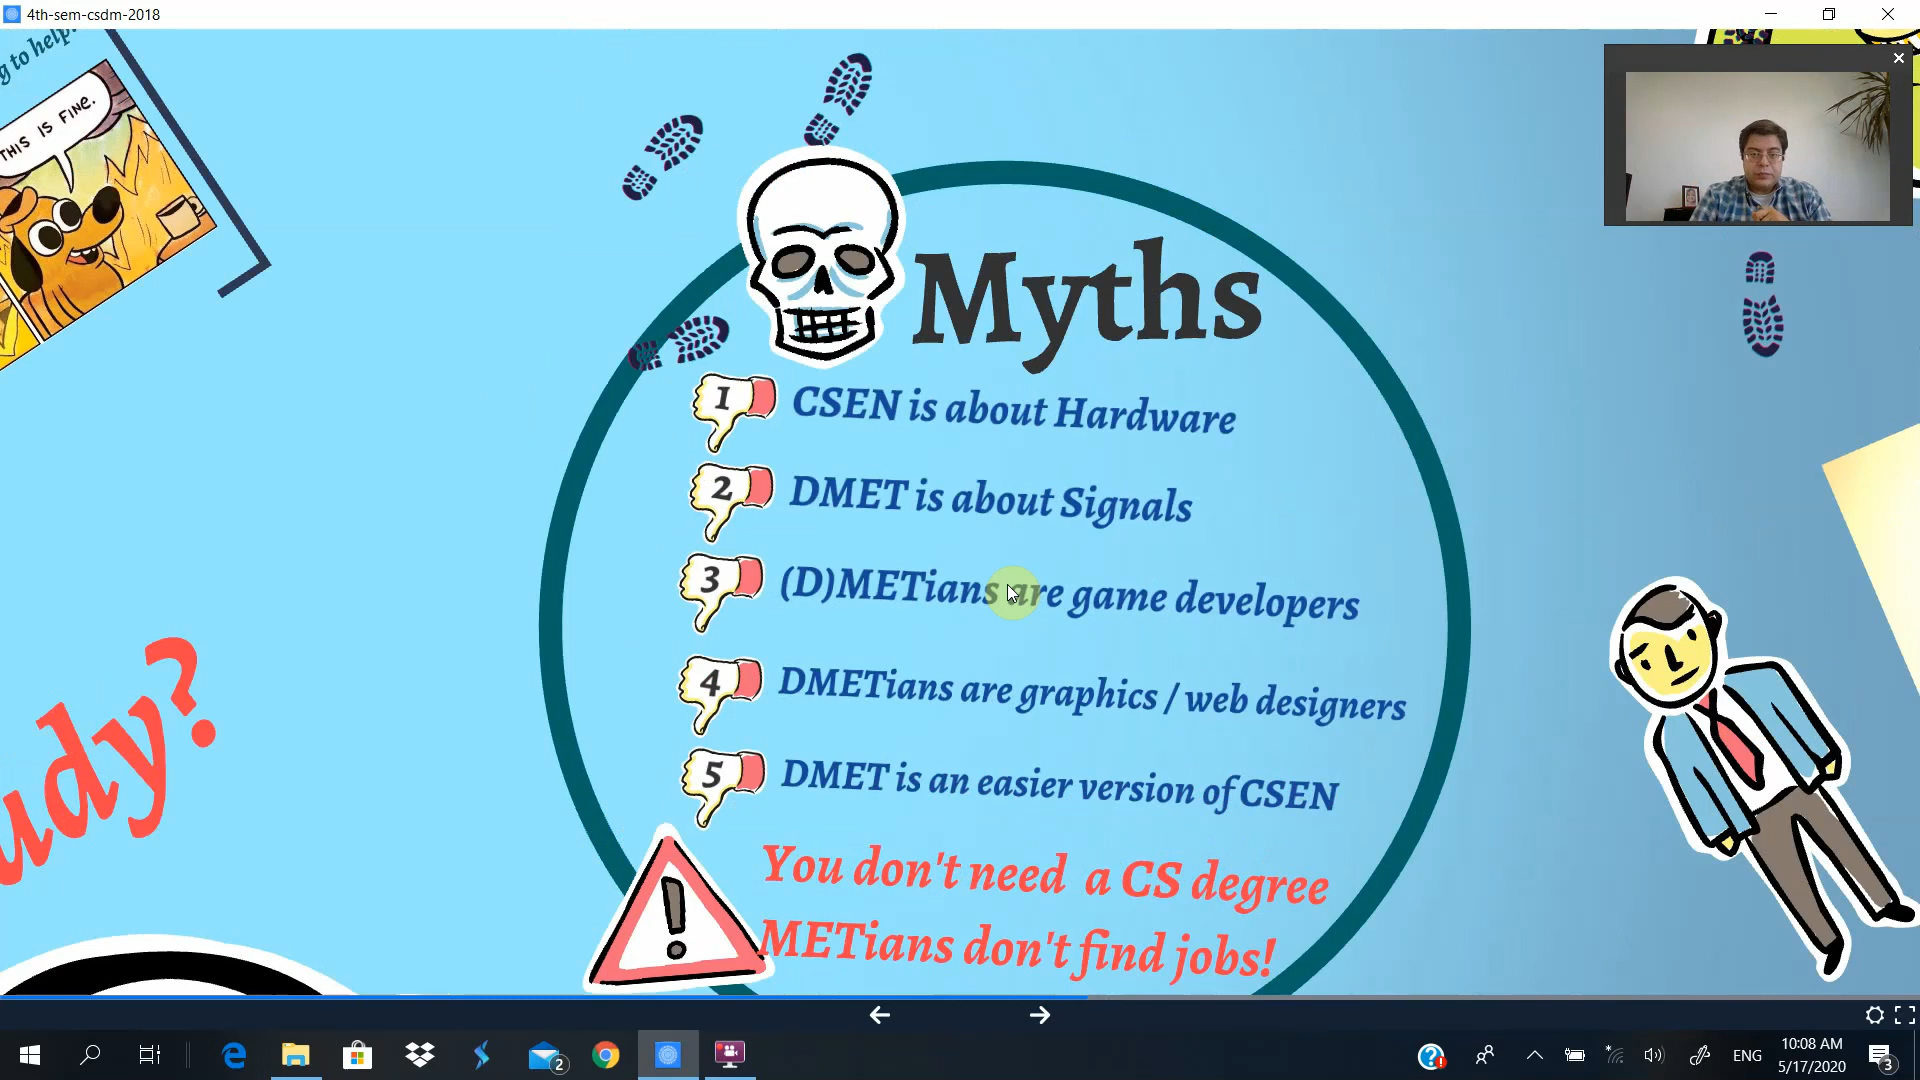 4th-sem-csdm-2018
g to help?
THIS IS FINE.
Myths
1 CSEN is about Hardware
2 DMET is about Signals
3 (D)METians are game developers
4 DMETians are graphics / web designers
5 DMET is an easier version of CSEN
udy?
You don't need a CS degree
METians don't find jobs!
2
ENG
10:08 AM
5/17/2020
3